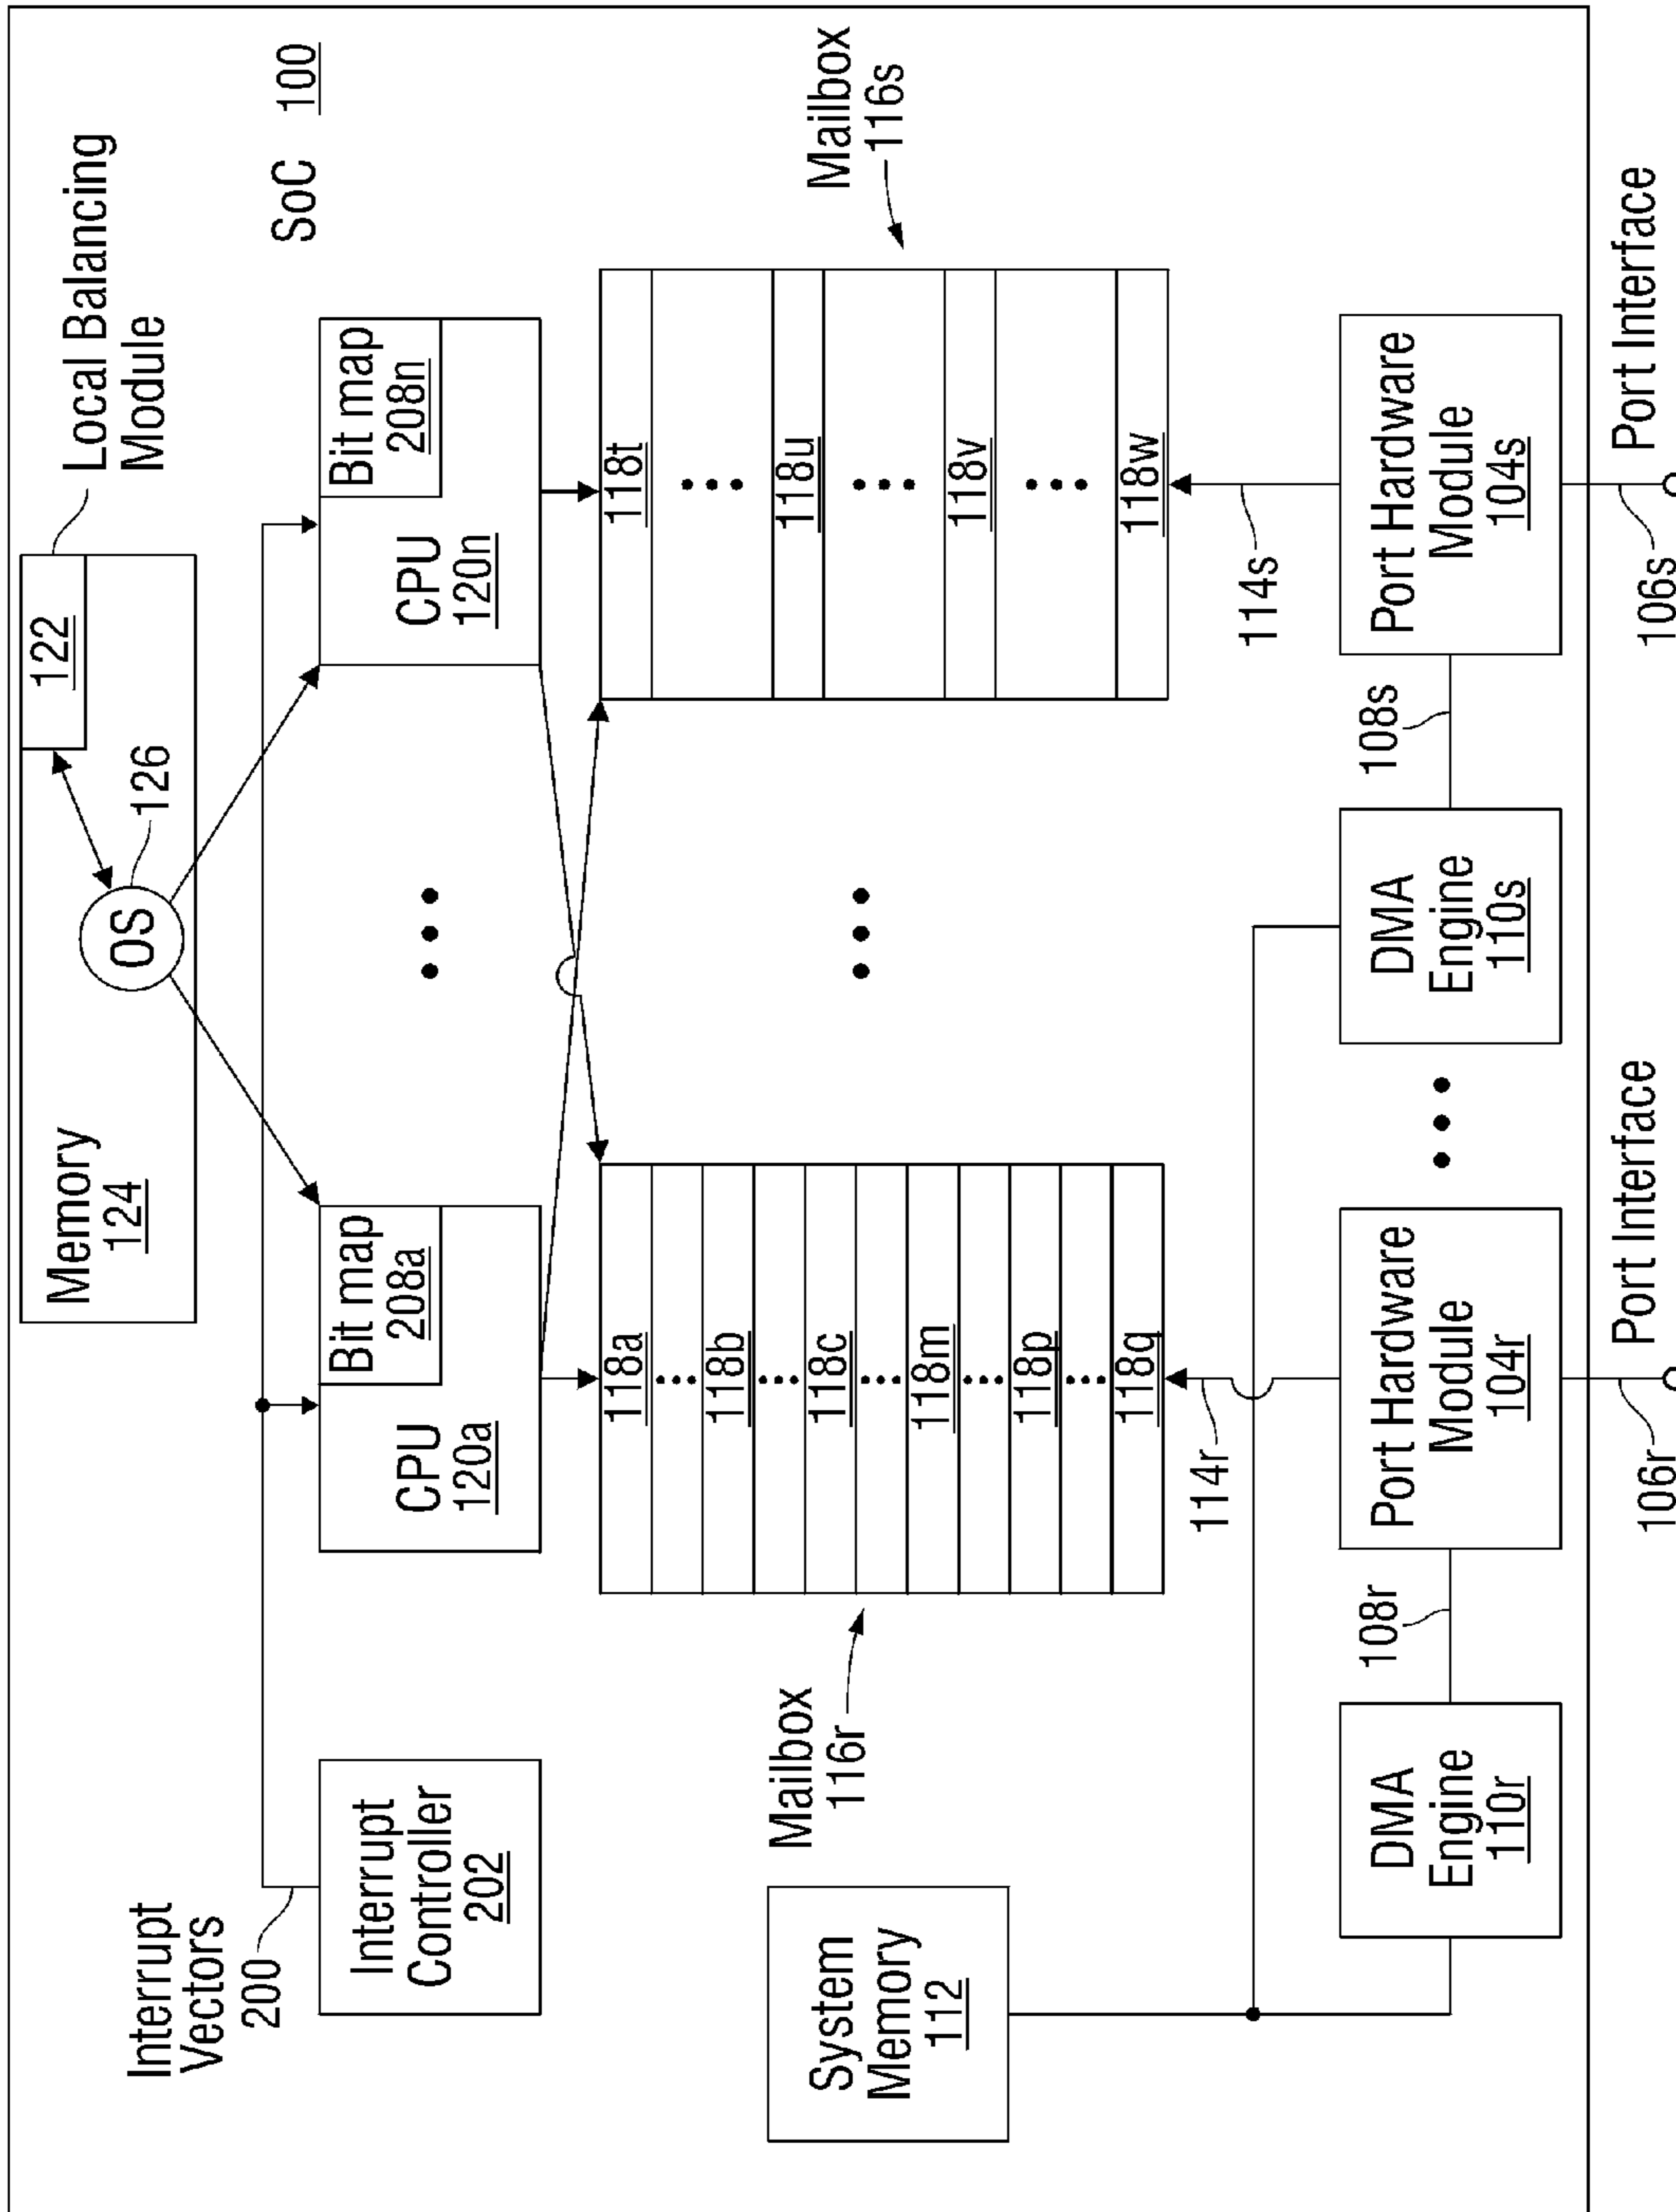 Local Balancing
Module
122
Memory
124
OS
126
SoC 100
Interrupt
Vectors
200
Interrupt
Controller
202
CPU
120a
Bit map
208a
CPU
120n
Bit map
208n
Mailbox
116r
118a
•••
118b
•••
118c
•••
118m
•••
118p
•••
118q
Mailbox
116s
118t
•••
118u
•••
118v
•••
118w
System
Memory
112
114r
114s
DMA
Engine
110r
108r
Port Hardware
Module
104r
DMA
Engine
110s
108s
Port Hardware
Module
104s
106r
Port Interface
106s
Port Interface